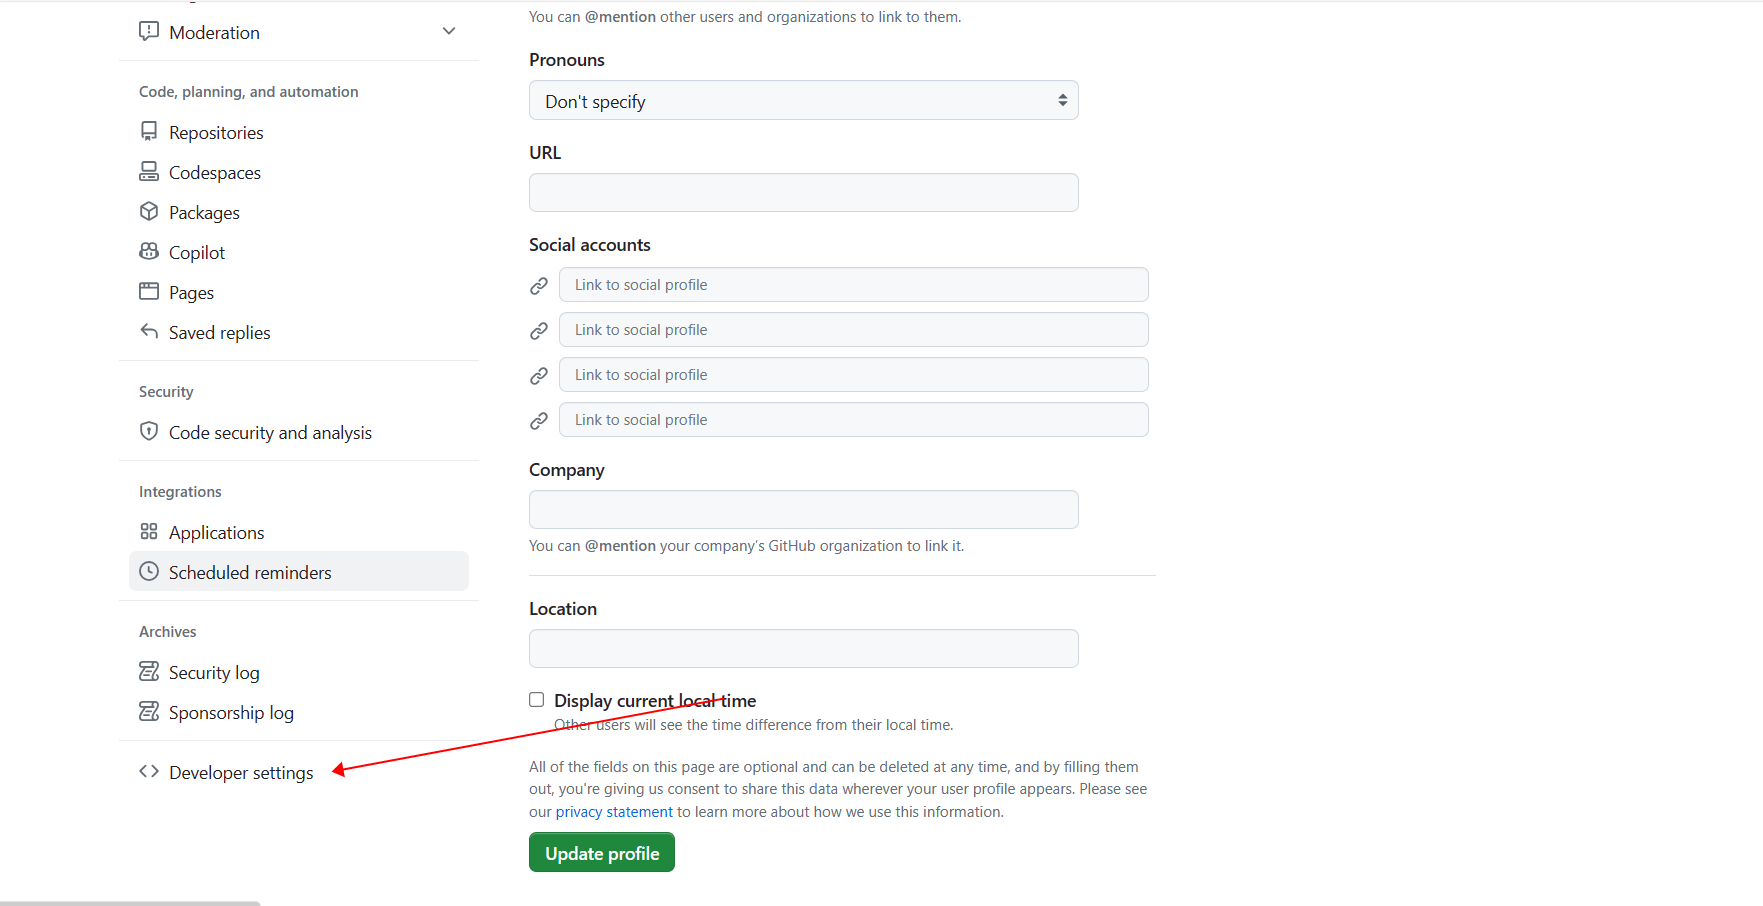 Moderation
Code, planning, and automation
Repositories
Codespaces
Packages
Copilot
Pages
Saved replies
Security
Code security and analysis
Integrations
Applications
Scheduled reminders
Archives
Security log
Sponsorship log
Developer settings
You can @mention other users and organizations to link to them.
Pronouns
Don't specify
URL
Social accounts
Link to social profile
Link to social profile
Link to social profile
Link to social profile
Company
You can @mention your company's GitHub organization to link it.
Location
Display current local time
Other users will see the time difference from their local time.
All of the fields on this page are optional and can be deleted at any time, and by filling them
out, you're giving us consent to share this data wherever your user profile appears. Please see
our privacy statement to learn more about how we use this information.
Update profile